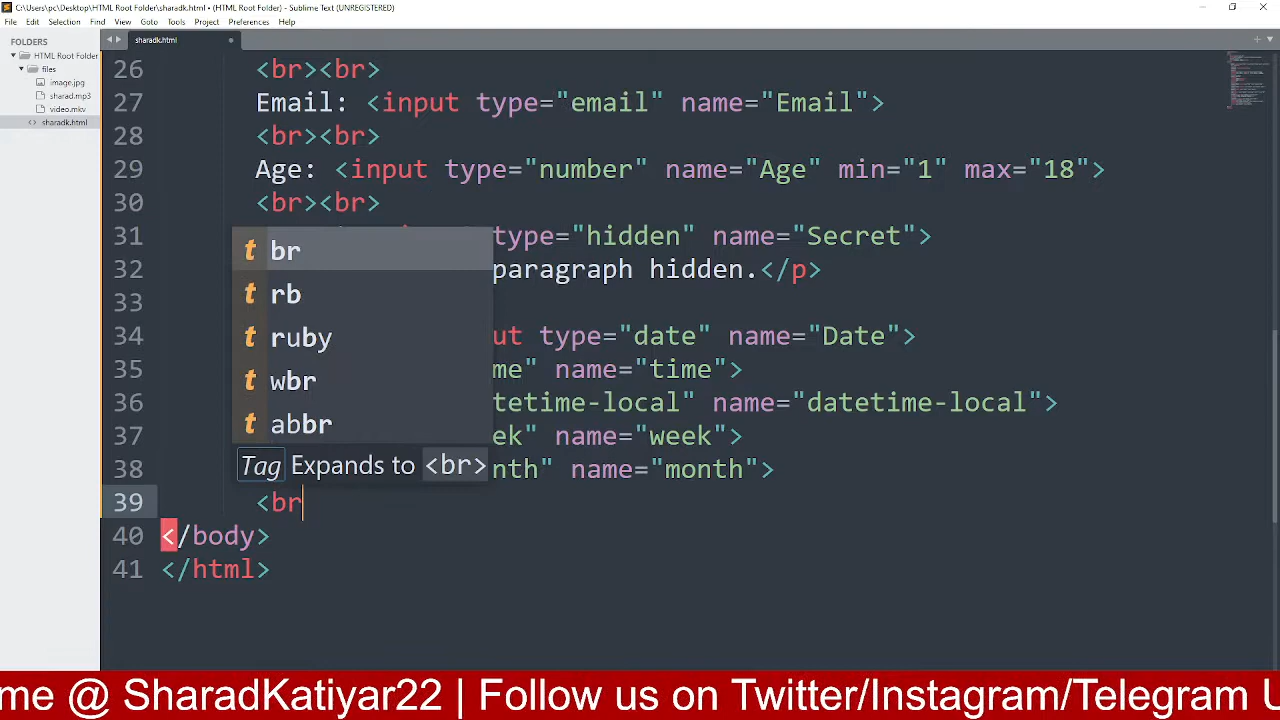 C:\Users\pc\Desktop\HTML Root Folder\sharadk.html • (HTML Root Folder) - Sublime Text (UNREGISTERED)
File Edit Selection Find View Goto Tools Project Preferences Help
FOLDERS
HTML Root Folder
files
image.jpg
sharad.mp3
video.mkv
<> sharadk.html
sharadk.html
26 <br><br>
27 Email: <input type="email" name="Email">
28 <br><br>
29 Age: <input type="number" name="Age" min="1" max="18">
30 <br><br>
31 type="hidden" name="Secret">
32 paragraph hidden.</p>
33
34 ut type="date" name="Date">
35 me" name="time">
36 tetime-local" name="datetime-local">
37 ek" name="week">
38 nth" name="month">
39 <br
40 </body>
41 </html>
t br
t rb
t ruby
t wbr
t abbr
Tag Expands to <br>
me @ SharadKatiyar22 | Follow us on Twitter/Instagram/Telegram U